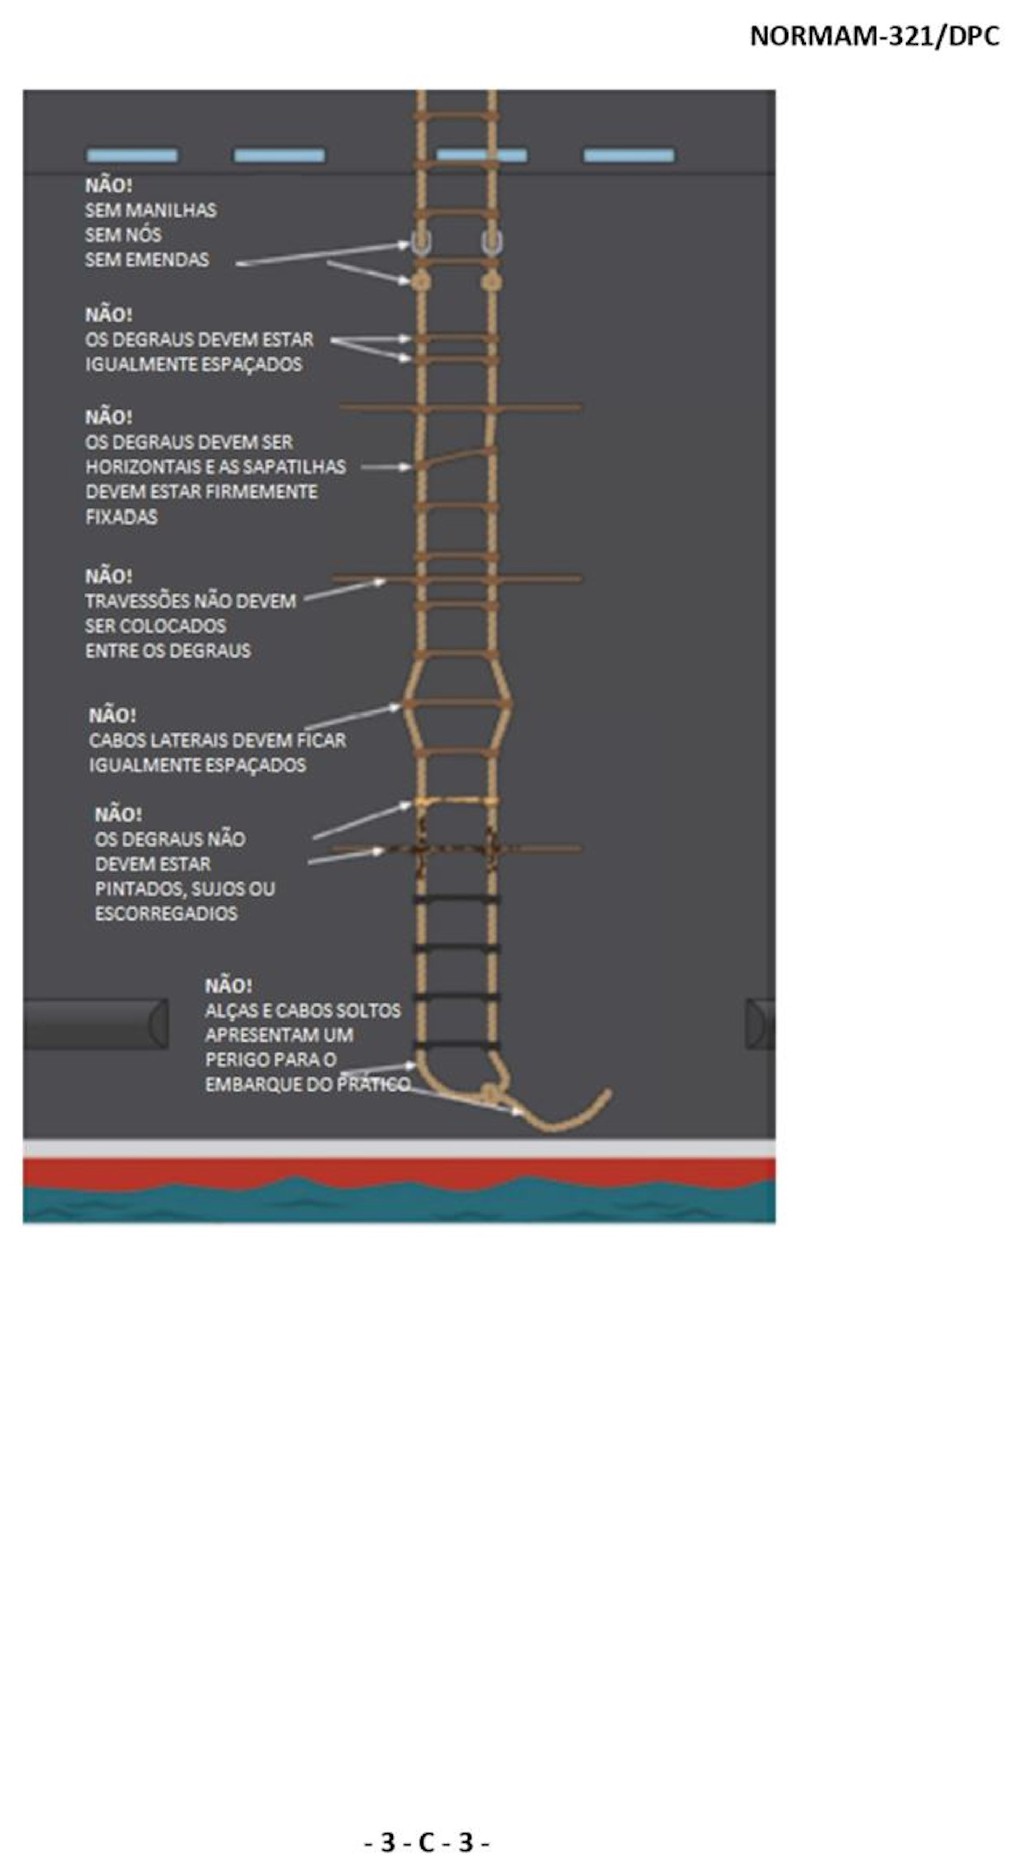 NORMAM-321/DPC
NÃO!
SEM MANILHAS
SEM NÓS
SEM EMENDAS
NÃO!
OS DEGRAUS DEVEM ESTAR
IGUALMENTE ESPAÇADOS
NÃO!
OS DEGRAUS DEVEM SER
HORIZONTAIS E AS SAPATILHAS
DEVEM ESTAR FIRMEMENTE
FIXADAS
NÃO!
TRAVESSÕES NÃO DEVEM
SER COLOCADOS
ENTRE OS DEGRAUS
NÃO!
CABOS LATERAIS DEVEM FICAR
IGUALMENTE ESPAÇADOS
NÃO!
OS DEGRAUS NÃO
DEVEM ESTAR
PINTADOS, SUJOS OU
ESCORREGADIOS
NÃO!
ALÇAS E CABOS SOLTOS
APRESENTAM UM
PERIGO PARA O
EMBARQUE DO PRÁTICO
- 3 - C - 3 -